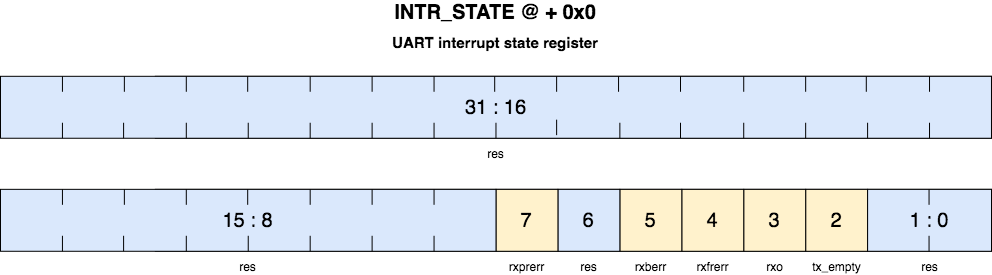 INTR_STATE @ + 0x0
UART interrupt state register
31 : 16
res
15 : 8 7 6 5 4 3 2 1 : 0
res rxprerr res rxberr rxfrerr rxo tx_empty res